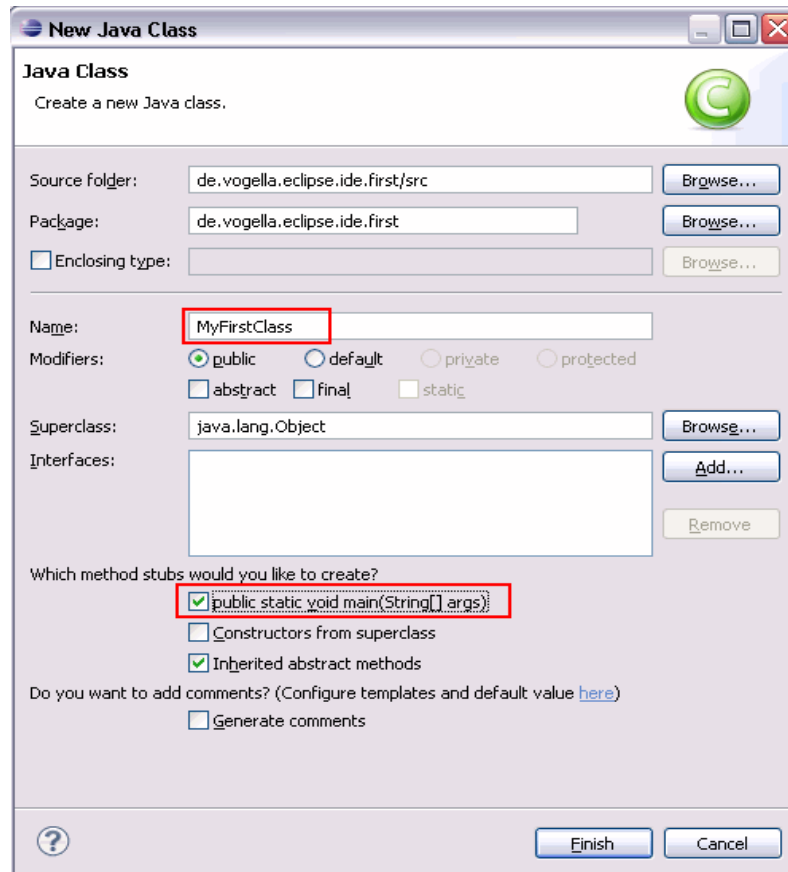 New Java Class
Java Class
Create a new Java class.
C
Source folder: de.vogella.eclipse.ide.first/src Browse...
Package: de.vogella.eclipse.ide.first Browse...
Enclosing type: Browse...
Name: MyFirstClass
Modifiers: public default private protected
abstract final static
Superclass: java.lang.Object Browse...
Interfaces: Add...
Remove
Which method stubs would you like to create?
public static void main(String[] args)
Constructors from superclass
Inherited abstract methods
Do you want to add comments? (Configure templates and default value here)
Generate comments
? Finish Cancel